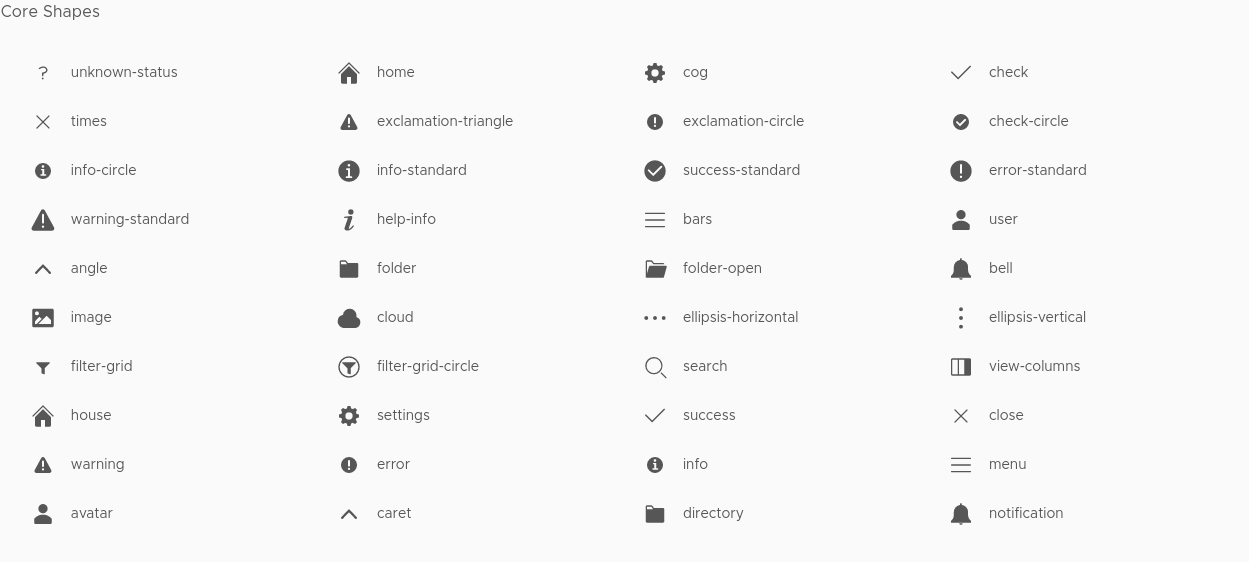 Core Shapes
unknown-status home cog check
times exclamation-triangle exclamation-circle check-circle
info-circle info-standard success-standard error-standard
warning-standard help-info bars user
angle folder folder-open bell
image cloud ellipsis-horizontal ellipsis-vertical
filter-grid filter-grid-circle search view-columns
house settings success close
warning error info menu
avatar caret directory notification